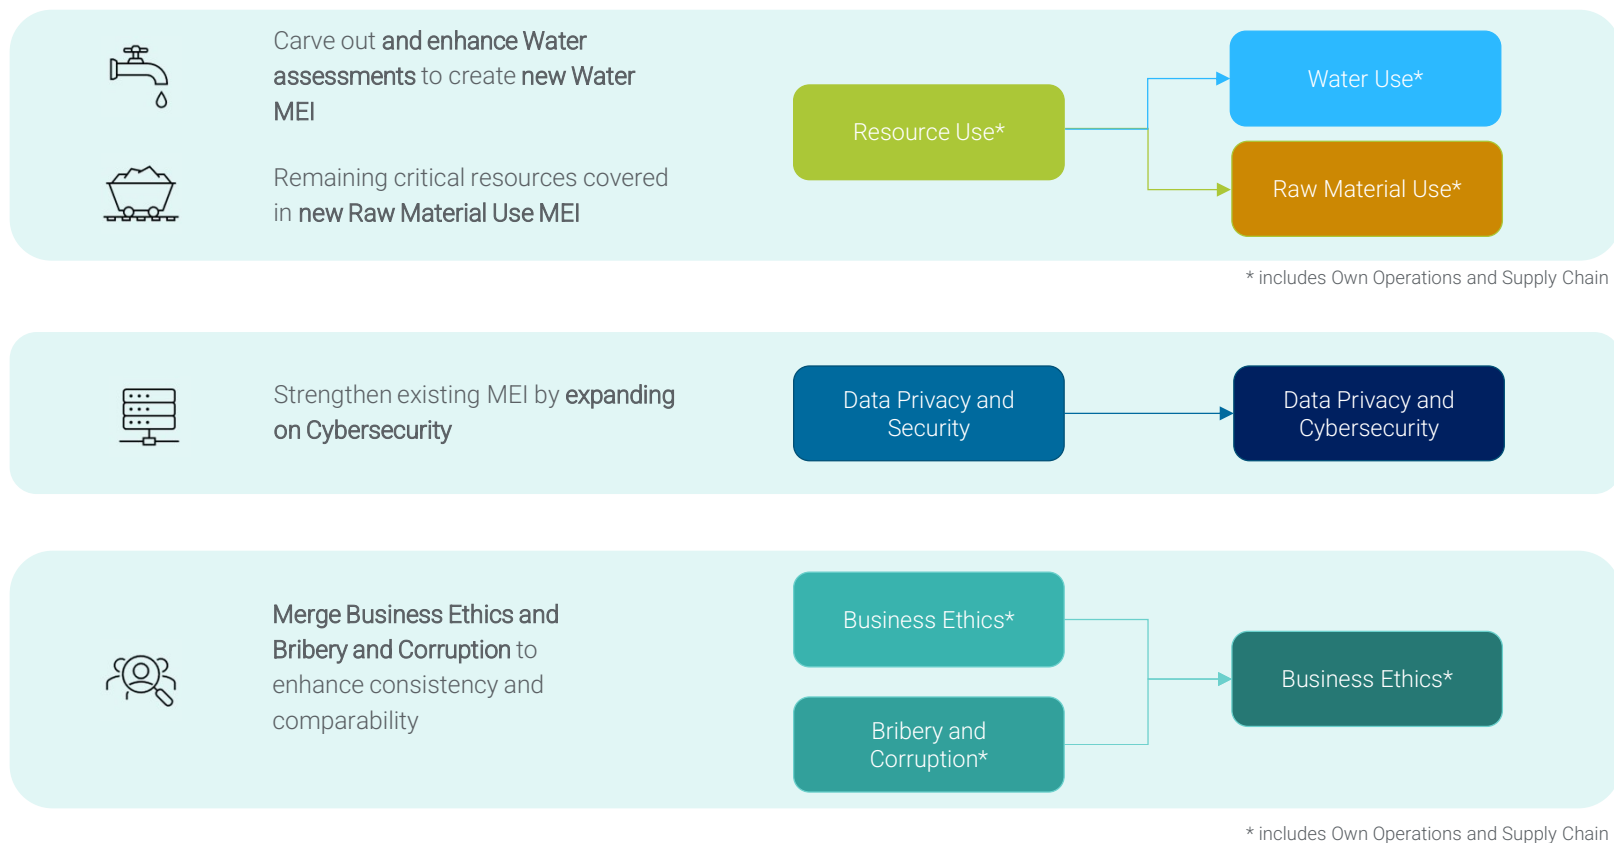 Carve out and enhance Water
assessments to create new Water
MEI
Remaining critical resources covered
in new Raw Material Use MEI
Resource Use*
Water Use*
Raw Material Use*
* includes Own Operations and Supply Chain
Strengthen existing MEI by expanding
on Cybersecurity
Data Privacy and
Security
Data Privacy and
Cybersecurity
Merge Business Ethics and
Bribery and Corruption to
enhance consistency and
comparability
Business Ethics*
Bribery and
Corruption*
Business Ethics*
* includes Own Operations and Supply Chain